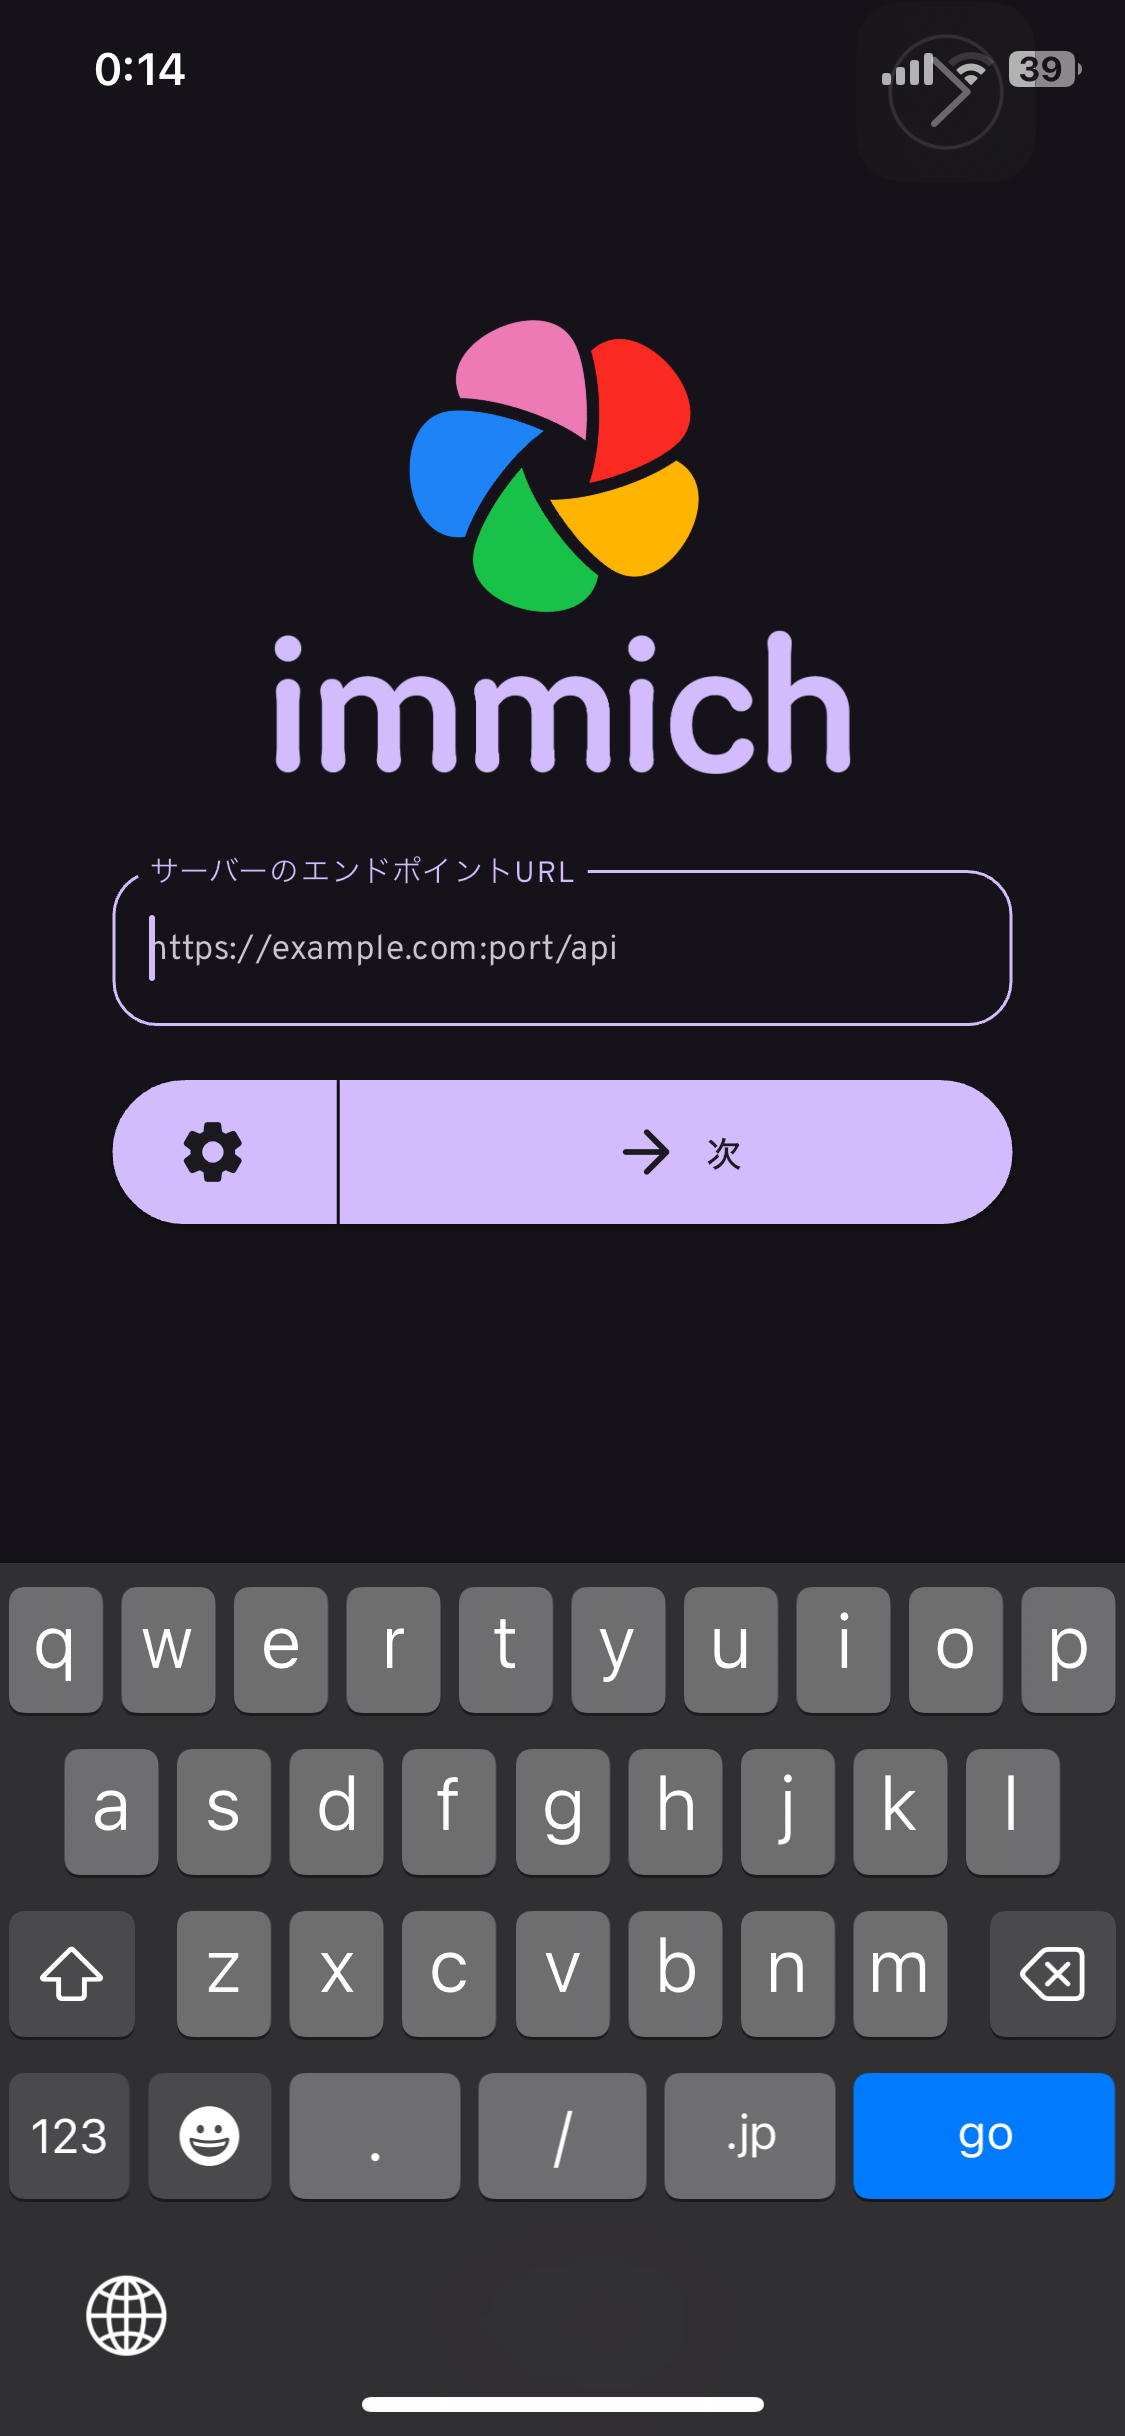 0:14
39
immich
サーバーのエンドポイントURL
https://example.com:port/api
次
q w e r t y u i o p
a s d f g h j k l
z x c v b n m
123 . / .jp go